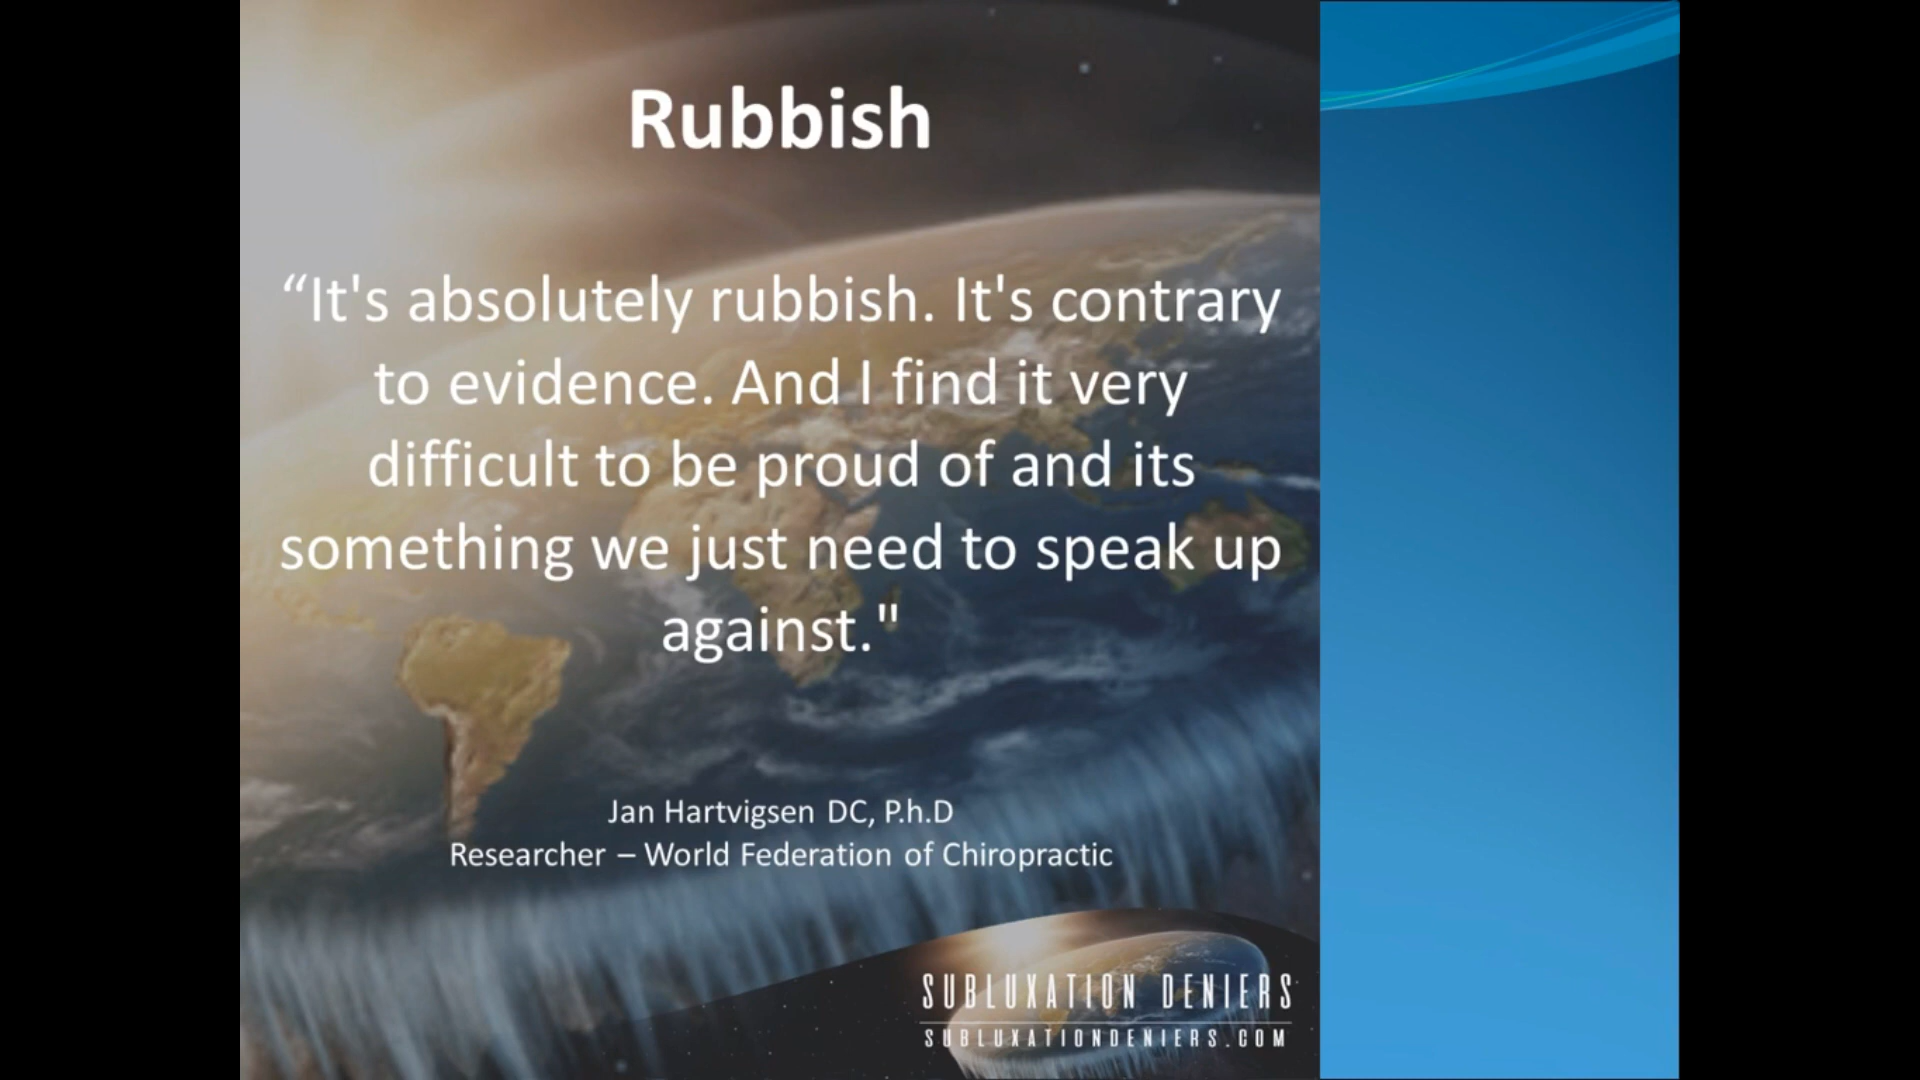 Rubbish
“It's absolutely rubbish. It's contrary
to evidence. And I find it very
difficult to be proud of and its
something we just need to speak up
against."
Jan Hartvigsen DC, P.h.D
Researcher – World Federation of Chiropractic
SUBLUXATION DENIERS
SUBLUXATIONDENIERS.COM